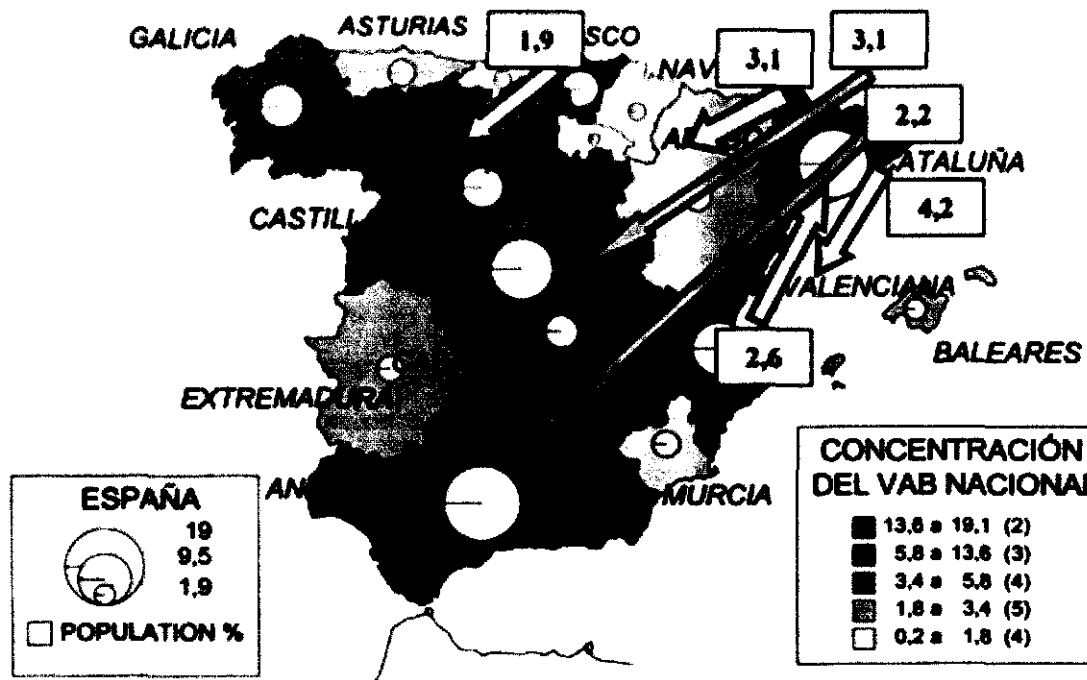 ASTURIAS
GALICIA
1,9
SCO
NAV
3,1
3,1
2,2
ATALUÑA
4,2
CASTILL
VALENCIANA
BALEARES
2,6
EXTREMADURA
AN
MURCIA
ESPAÑA
19
9,5
1,9
POPULATION %
CONCENTRACIÓN
DEL VAB NACIONAL
13,6 a 19,1 (2)
5,8 a 13,6 (3)
3,4 a 5,8 (4)
1,8 a 3,4 (5)
0,2 a 1,8 (4)